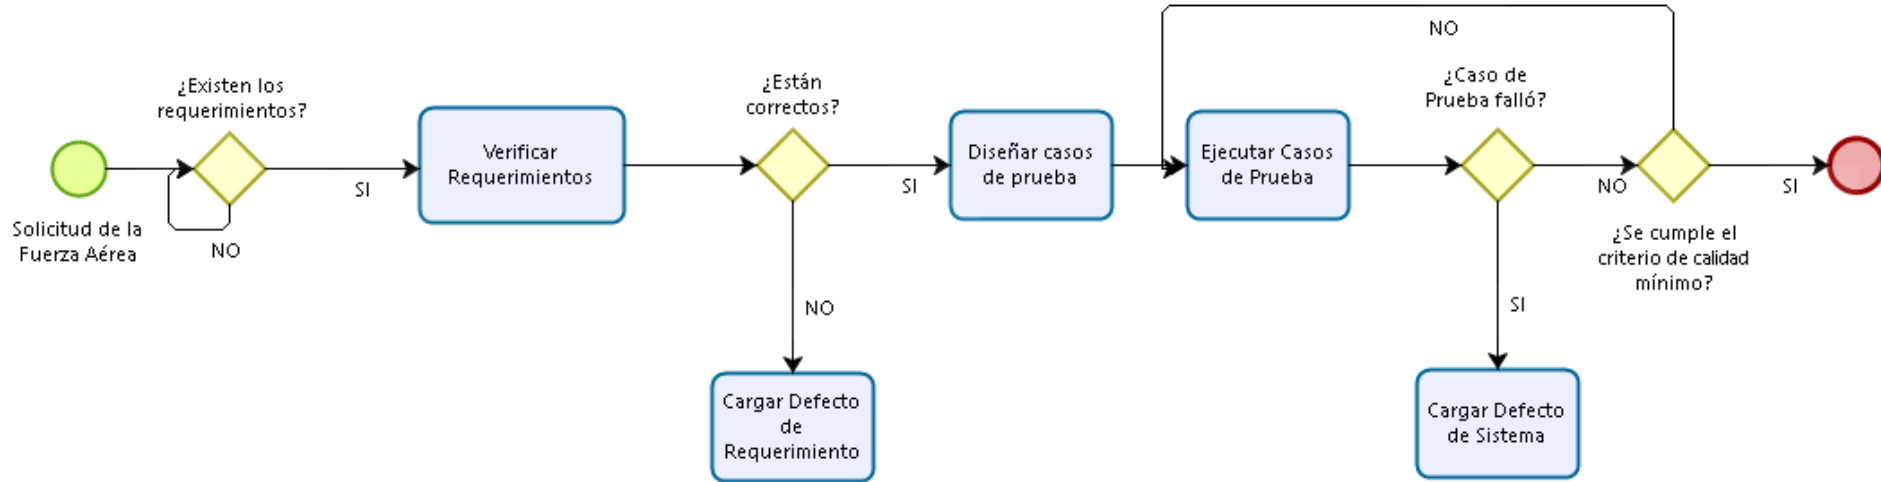 Solicitud de la
Fuerza Aérea
¿Existen los
requerimientos?
NO
SI
Verificar
Requerimientos
¿Están
correctos?
SI
NO
Cargar Defecto
de
Requerimiento
Diseñar casos
de prueba
Ejecutar Casos
de Prueba
¿Caso de
Prueba falló?
NO
SI
Cargar Defecto
de Sistema
NO
¿Se cumple el
criterio de calidad
mínimo?
SI